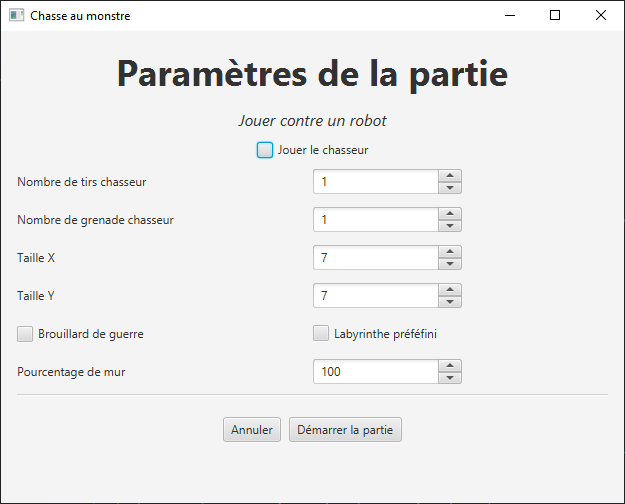 Chasse au monstre
Paramètres de la partie
Jouer contre un robot
Jouer le chasseur
Nombre de tirs chasseur 1
Nombre de grenade chasseur 1
Taille X 7
Taille Y 7
Brouillard de guerre Labyrinthe préféfini
Pourcentage de mur 100
Annuler Démarrer la partie